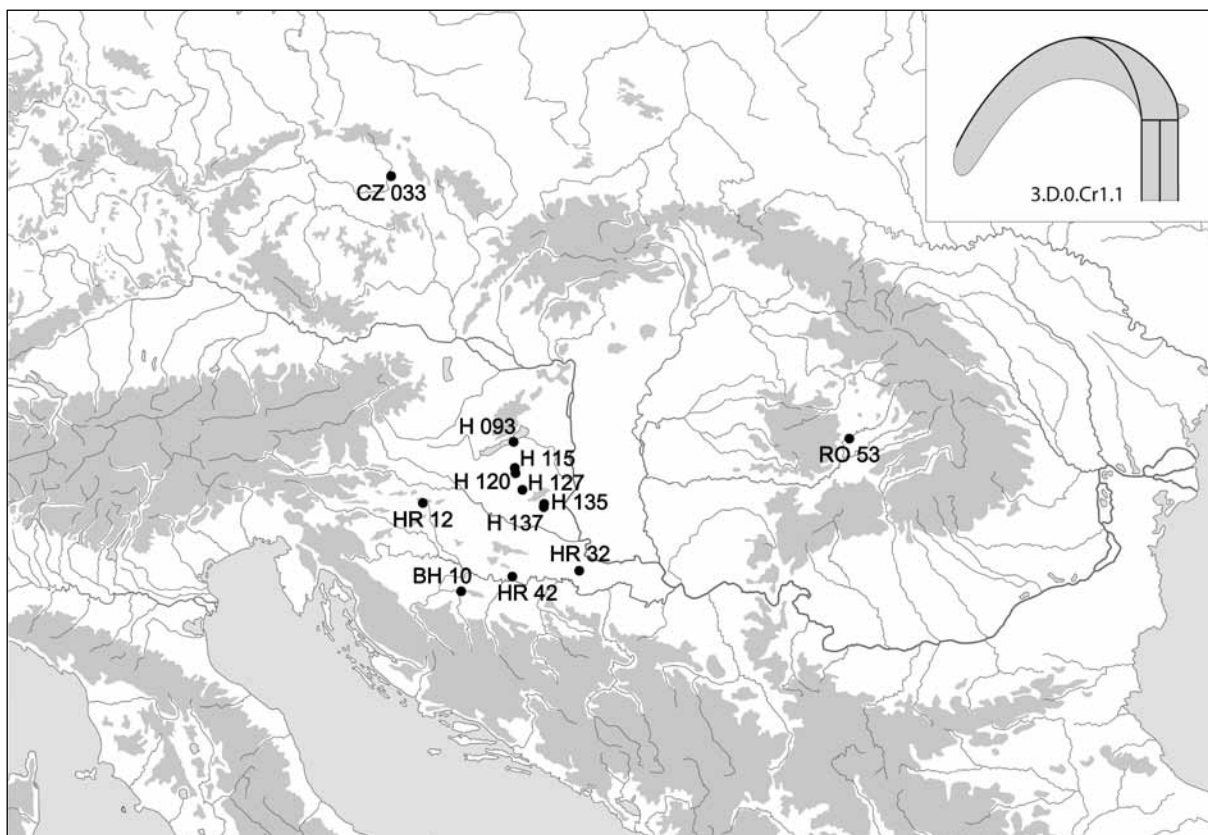 3.D.0.Cr1.1
CZ 033
H 093
H 115
H 120
H 127
H 135
H 137
HR 12
RO 53
HR 32
BH 10
HR 42